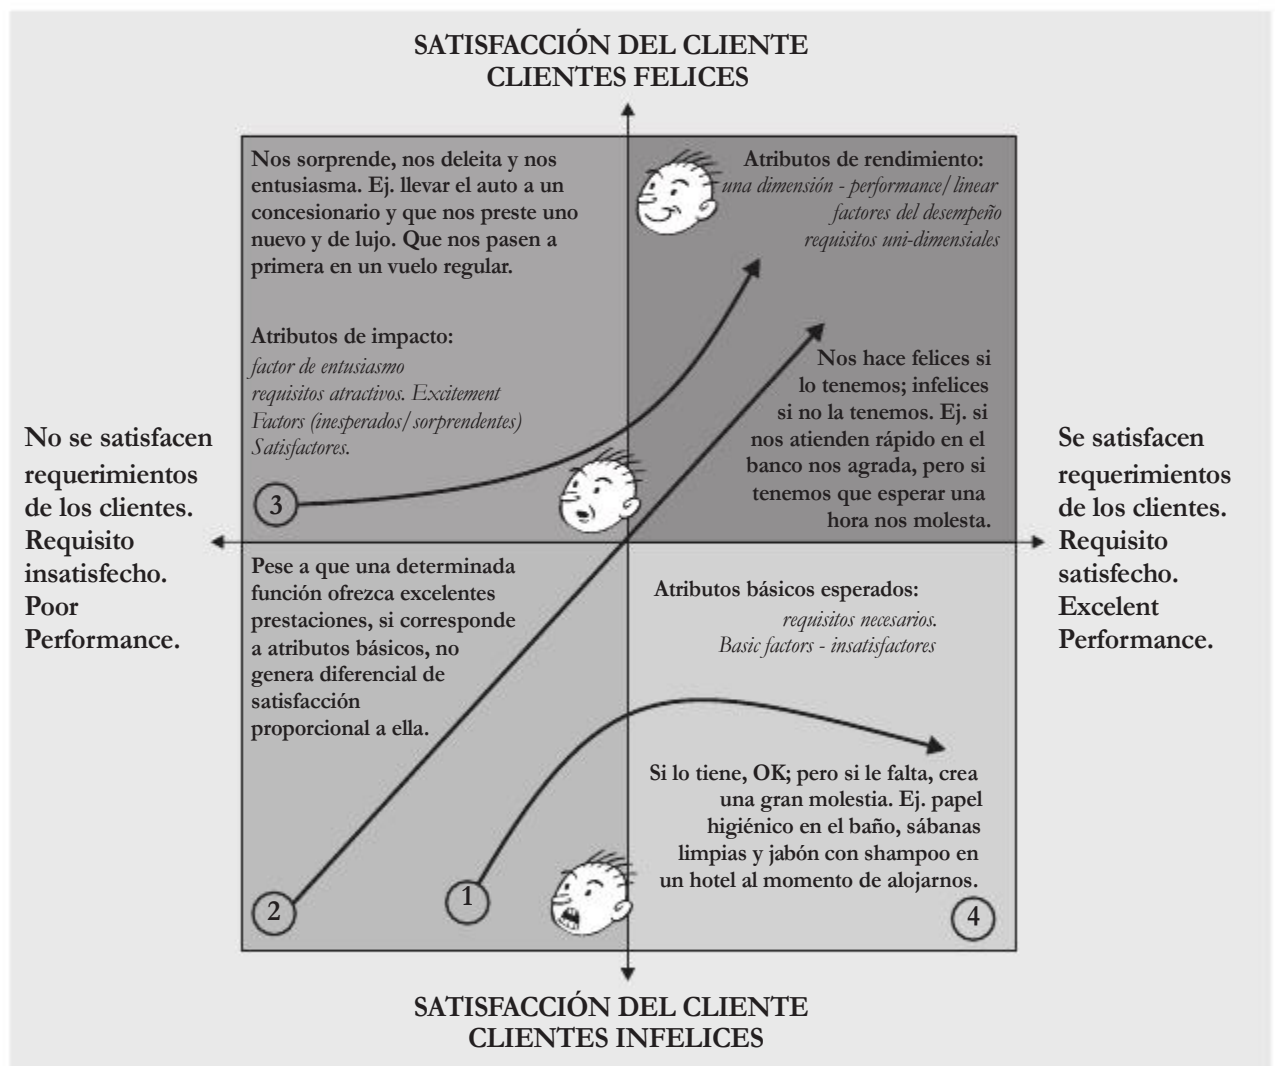 SATISFACCIÓN DEL CLIENTE
CLIENTES FELICES
Nos sorprende, nos deleita y nos
entusiasma. Ej. llevar el auto a un
concesionario y que nos preste uno
nuevo y de lujo. Que nos pasen a
primera en un vuelo regular.
Atributos de impacto:
factor de entusiasmo
requisitos atractivos. Excitement
Factors (inesperados/sorprendentes)
Satisfactores.
3
Atributos de rendimiento:
una dimensión - performance/linear
factores del desempeño
requisitos uni-dimensiales
Nos hace felices si
lo tenemos; infelices
si no la tenemos. Ej. si
nos atienden rápido en el
banco nos agrada, pero si
tenemos que esperar una
hora nos molesta.
No se satisfacen
requerimientos
de los clientes.
Requisito
insatisfecho.
Poor
Performance.
Se satisfacen
requerimientos
de los clientes.
Requisito
satisfecho.
Excelent
Performance.
Pese a que una determinada
función ofrezca excelentes
prestaciones, si corresponde
a atributos básicos, no
genera diferencial de
satisfacción
proporcional a ella.
2
1
Atributos básicos esperados:
requisitos necesarios.
Basic factors - insatisfactores
Si lo tiene, OK; pero si le falta, crea
una gran molestia. Ej. papel
higiénico en el baño, sábanas
limpias y jabón con shampoo en
un hotel al momento de alojarnos.
4
SATISFACCIÓN DEL CLIENTE
CLIENTES INFELICES